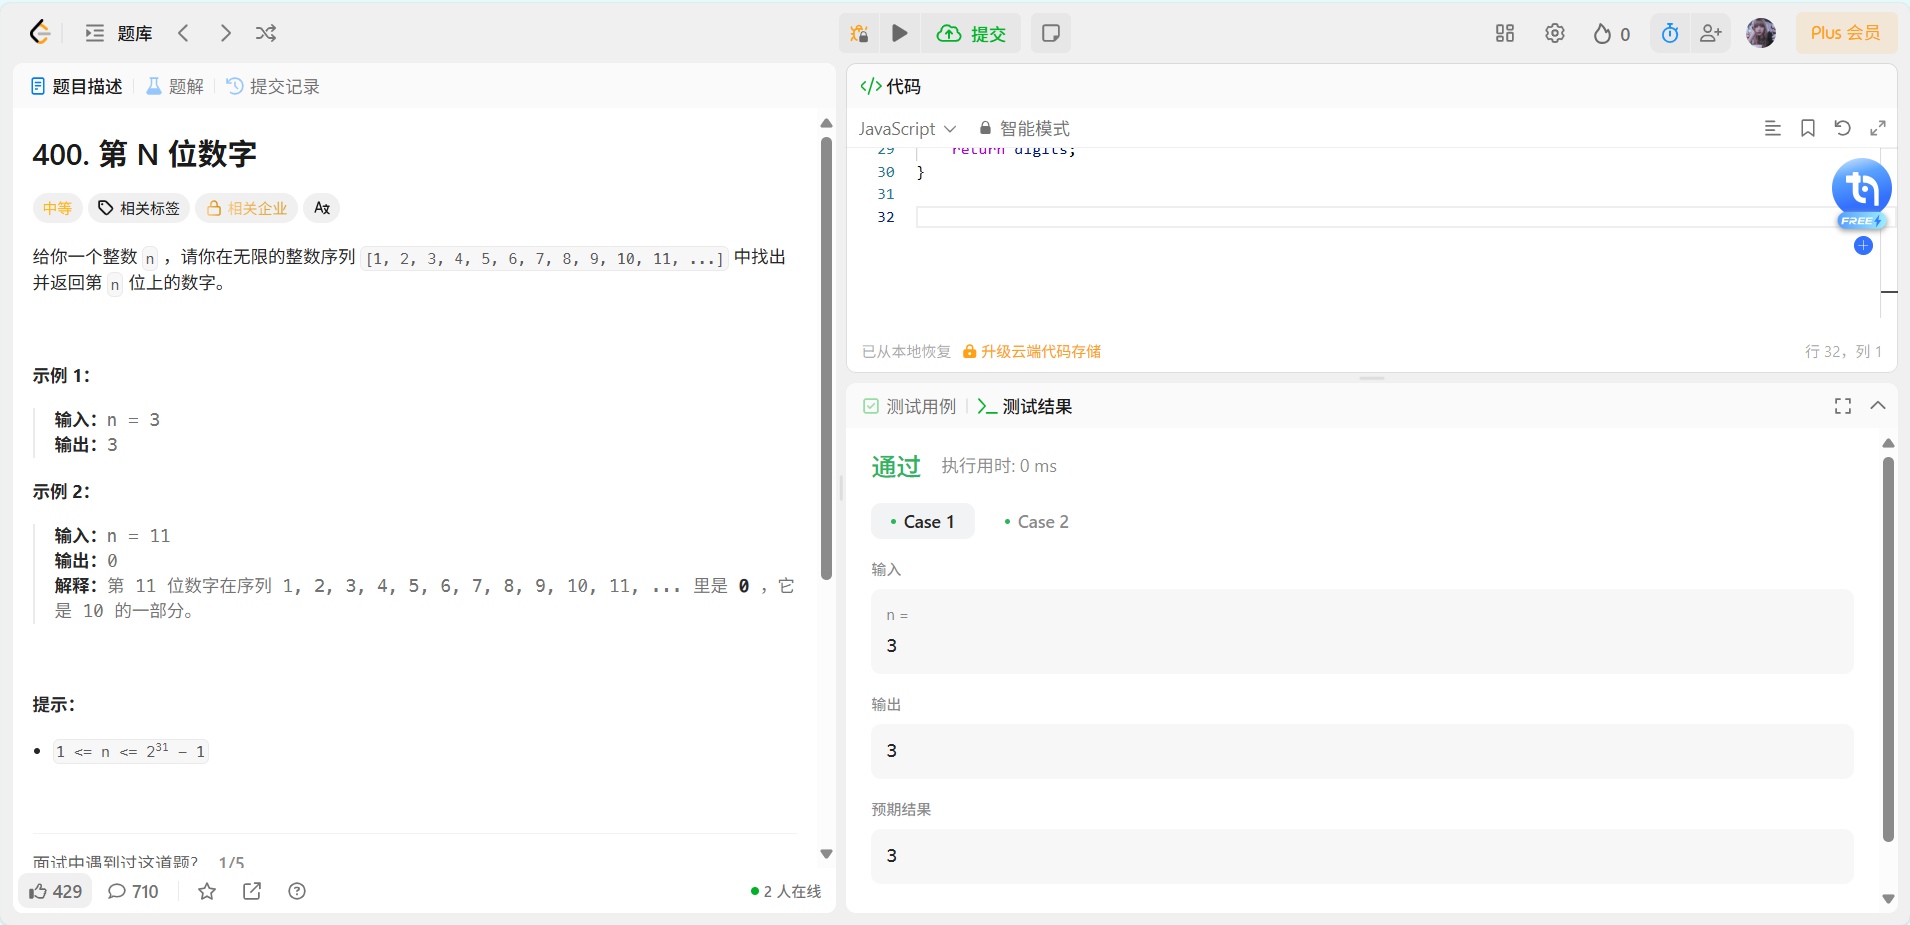 题库
提交
0
Plus 会员
题目描述
题解
提交记录
400. 第 N 位数字
中等
相关标签
相关企业
给你一个整数 n ，请你在无限的整数序列 [1, 2, 3, 4, 5, 6, 7, 8, 9, 10, 11, ...] 中找出
并返回第 n 位上的数字。
示例 1：
输入：n = 3
输出：3
示例 2：
输入：n = 11
输出：0
解释：第 11 位数字在序列 1, 2, 3, 4, 5, 6, 7, 8, 9, 10, 11, ... 里是 0 ，它
是 10 的一部分。
提示：
1 <= n <= 2³¹ - 1
面试中遇到过这道题? 1/5
429
710
2 人在线
</> 代码
JavaScript
智能模式
29 return digits;
30 }
31
32
FREE
已从本地恢复
升级云端代码存储
行 32，列 1
测试用例
测试结果
通过
执行用时: 0 ms
Case 1
Case 2
输入
n =
3
输出
3
预期结果
3